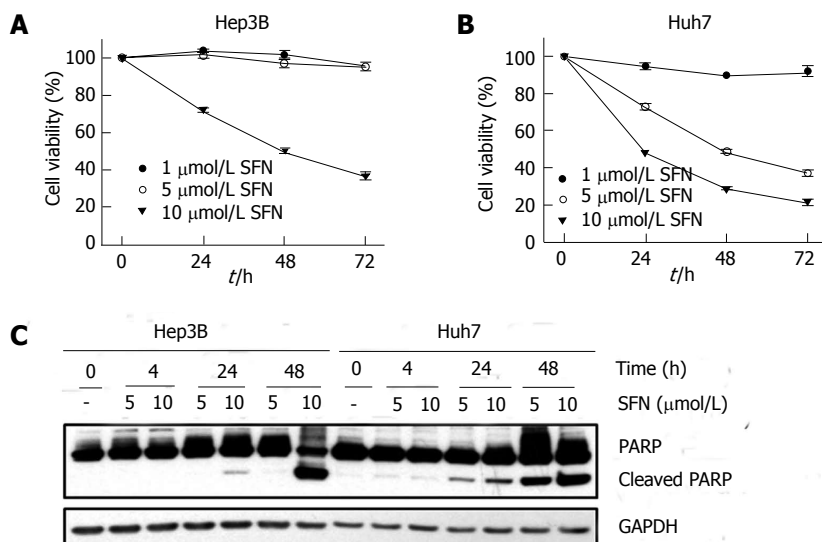 A
Hep3B
Cell viability (%)
100
80
60
40
20
0
1 μmol/L SFN
5 μmol/L SFN
10 μmol/L SFN
0 24 48 72
t/h
B
Huh7
Cell viability (%)
100
80
60
40
20
0
1 μmol/L SFN
5 μmol/L SFN
10 μmol/L SFN
0 24 48 72
t/h
C
Hep3B Huh7
0 4 24 48 0 4 24 48 Time (h)
- 5 10 5 10 5 10 - 5 10 5 10 5 10 SFN (μmol/L)
PARP
Cleaved PARP
GAPDH